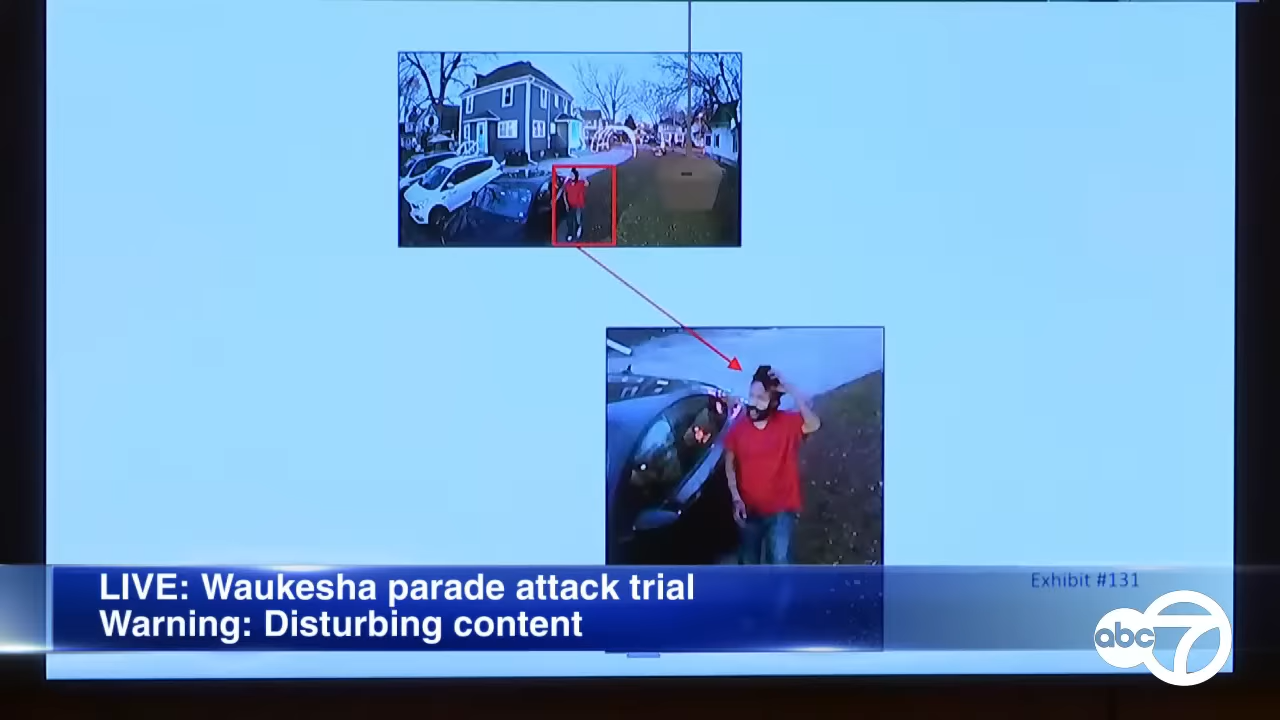 LIVE: Waukesha parade attack trial
Warning: Disturbing content
Exhibit #131
abc 7